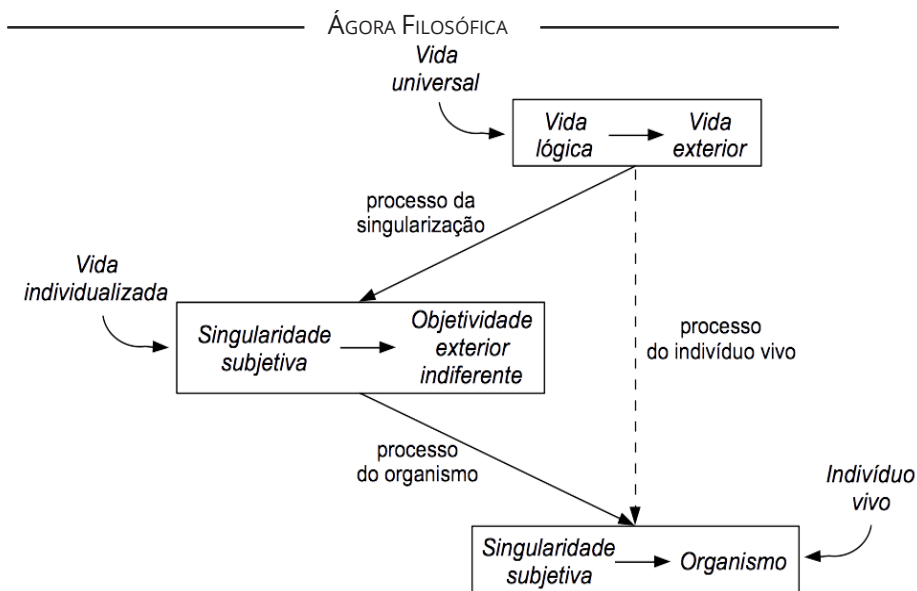 ÁGORA FILOSÓFICA
Vida
universal
Vida
lógica
Vida
exterior
processo da
singularização
Vida
individualizada
Singularidade
subjetiva
Objetividade
exterior
indiferente
processo
do indivíduo vivo
processo
do organismo
Indivíduo
vivo
Singularidade
subjetiva
Organismo